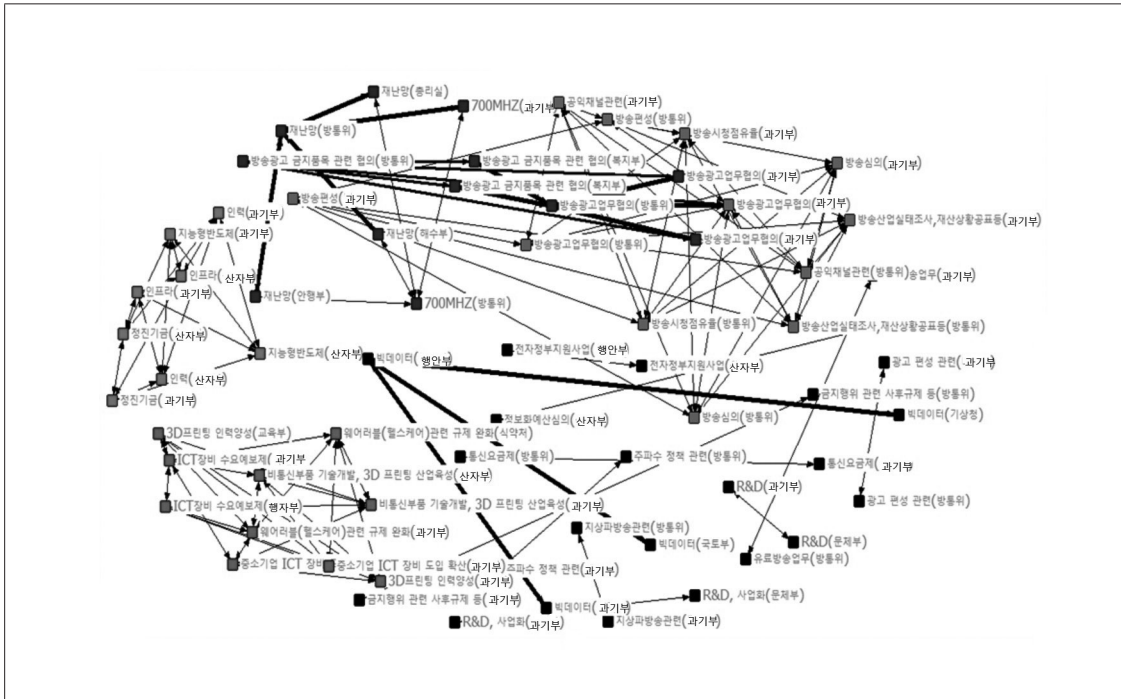 재난망(총리실)
700MHZ(과기부)
공익채널관련(과기부)
방송편성(방통위)
재난망(방통위)
방송시청점유율(과기부)
방송광고 금지품목 관련 협의(방통위)
방송광고 금지품목 관련 협의(복지부)
방송심의(과기부)
방송광고업무협의(과기부)
방송광고 금지품목 관련 협의(복지부)
방송편성(과기부)
방송광고업무협의(방통위)
방송광고업무협의(과기부)
인력(과기부)
방송산업실태조사,재산상황공표등(과기부)
지능형반도체(과기부)
재난망(해수부)
방송광고업무협의(방통위)
방송광고업무협의(과기부)
인프라(산자부)
공익채널관련(방통위)송업무(과기부)
인프라(과기부)
재난망(안행부)
700MHZ(방통위)
정진기금(산자부)
방송시청점유율(방통위)
방송산업실태조사,재산상황공표등(방통위)
지능형반도체(산자부)
빅데이터(행안부)
전자정부지원사업(행안부)
전자정부지원사업(산자부)
광고 편성 관련(과기부)
인력(산자부)
정진기금(과기부)
금지행위 관련 사후규제 등(방통위)
정보화예산심의(산자부)
방송심의(방통위)
빅데이터(기상청)
3D프린팅 인력양성(교육부)
웨어러블(헬스케어)관련 규제 완화(식약처)
ICT장비 수요예보제(과기부)
통신요금제(방통위)
주파수 정책 관련(방통위)
통신요금제(과기부)
비통신부품 기술개발, 3D 프린팅 산업육성(산자부)
R&D(과기부)
ICT장비 수요예보제(행자부)
비통신부품 기술개발, 3D 프린팅 산업육성(과기부)
광고 편성 관련(방통위)
웨어러블(헬스케어)관련 규제 완화(과기부)
지상파방송관련(방통위)
빅데이터(국토부)
R&D(문체부)
유료방송업무(방통위)
중소기업 ICT 장비
중소기업 ICT 장비 도입 확산(과기부)
주파수 정책 관련(과기부)
3D프린팅 인력양성(과기부)
금지행위 관련 사후규제 등(과기부)
빅데이터(과기부)
R&D, 사업화(문체부)
R&D, 사업화(과기부)
지상파방송관련(과기부)